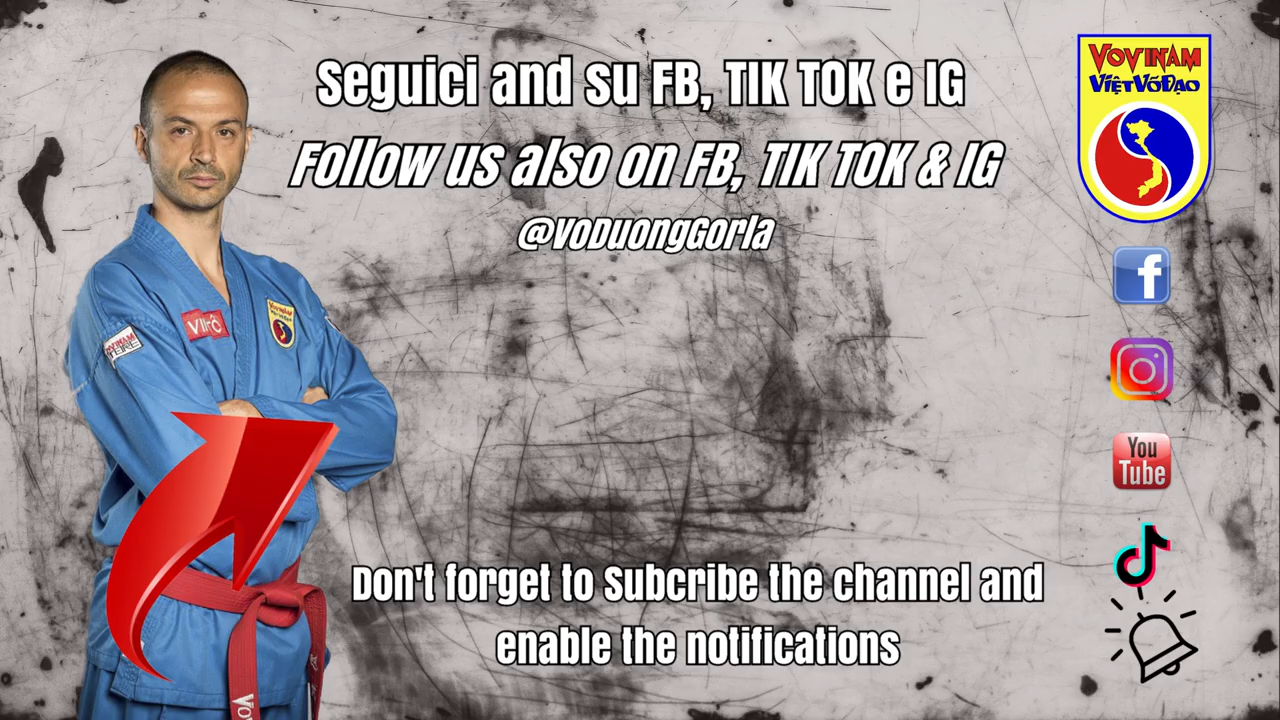 Seguici and su FB, TIK TOK e IG
Follow us also on FB, TIK TOK & IG
@VoDuongGorla
VOVINAM
VIỆT VÕ ĐẠO
f
You
Tube
VOVINAM
Don't forget to Subcribe the channel and
enable the notifications